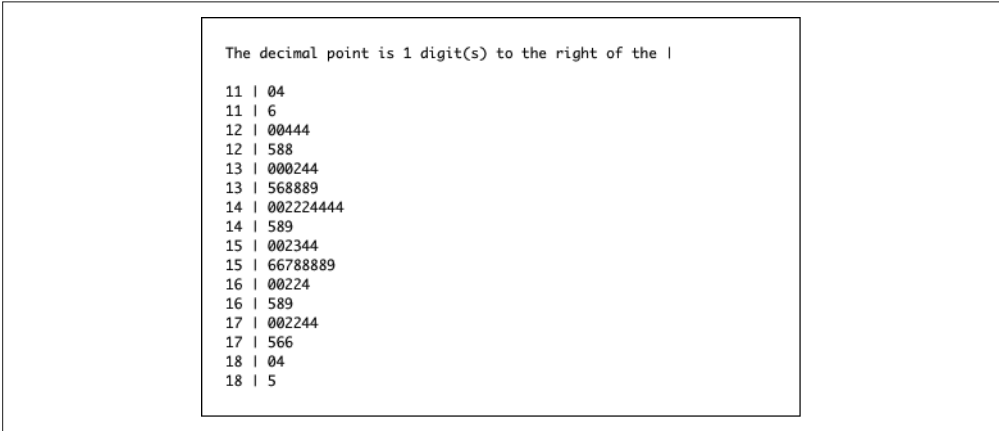 The decimal point is 1 digit(s) to the right of the |
11 | 04
11 | 6
12 | 00444
12 | 588
13 | 000244
13 | 568889
14 | 002224444
14 | 589
15 | 002344
15 | 66788889
16 | 00224
16 | 589
17 | 002244
17 | 566
18 | 04
18 | 5